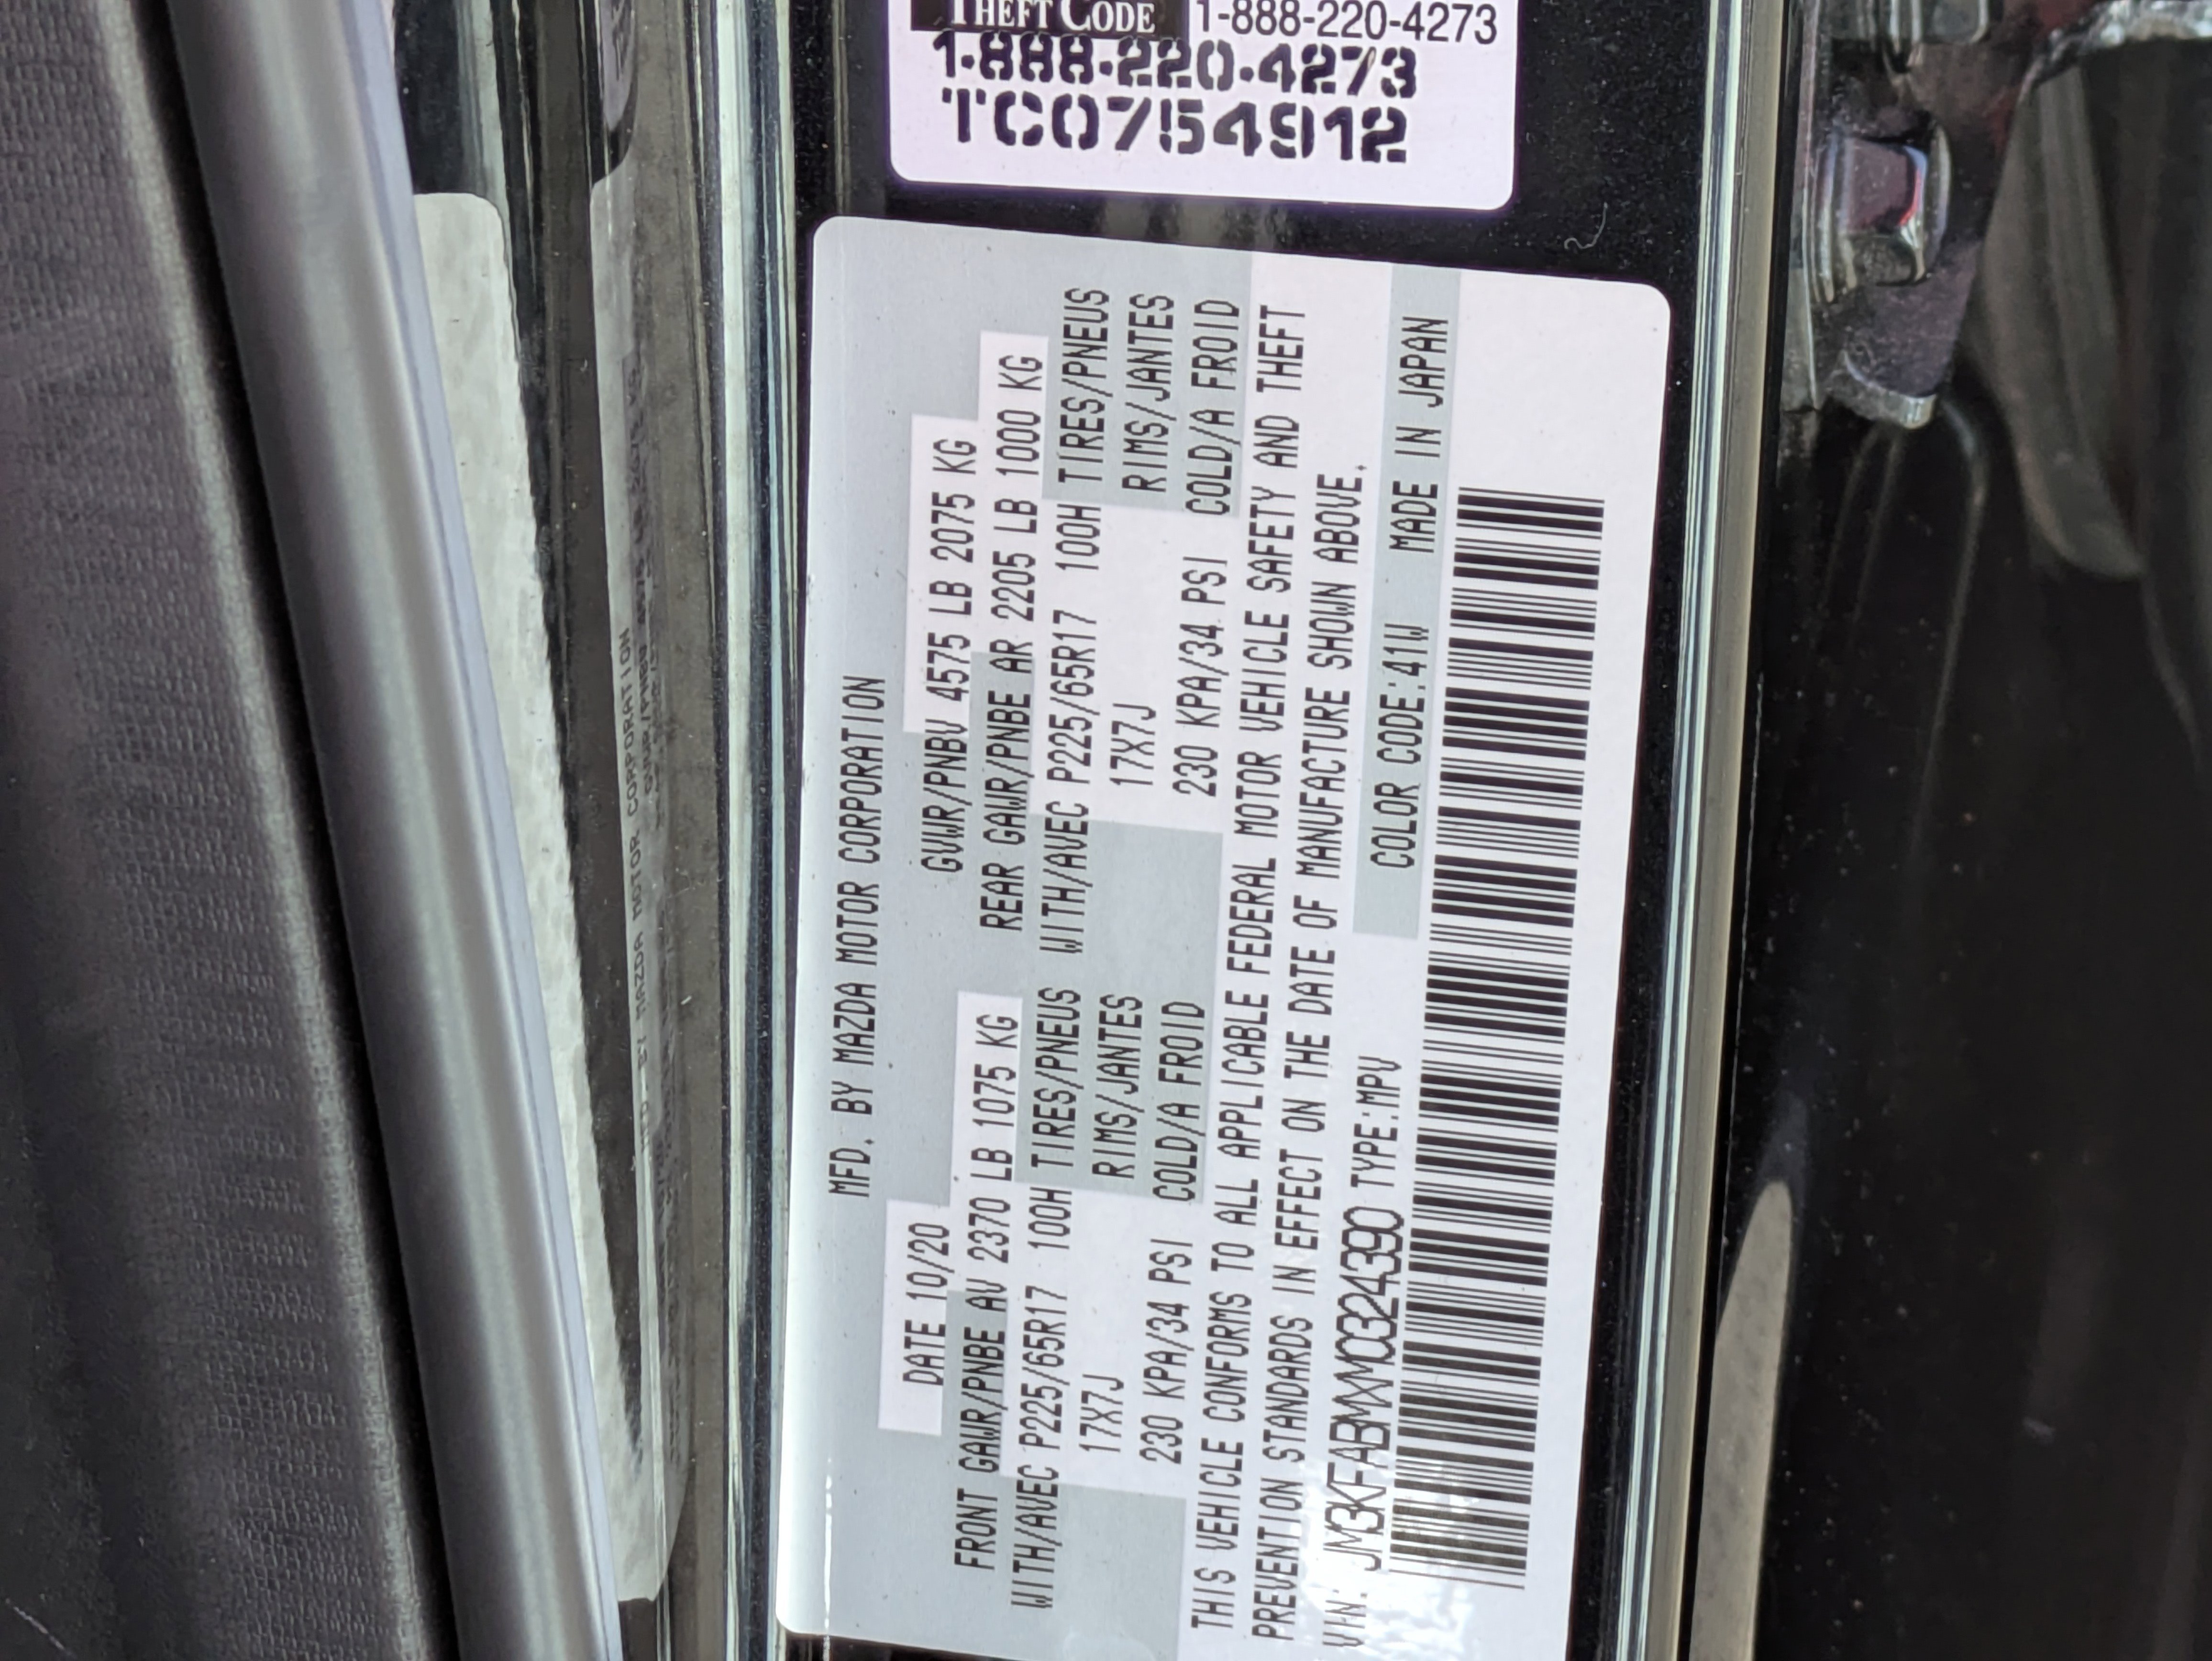 THEFT CODE 1-888-220-4273
1-888-220-4273
TC0754912
MFD. BY MAZDA MOTOR CORPORATION
DATE 10/20 GVWR/PNBV 4575 LB 2075 KG
FRONT GAWR/PNBE AV 2370 LB 1075 KG REAR GAWR/PNBE AR 2205 LB 1000 KG
WITH/AVEC P225/65R17 100H TIRES/PNEUS WITH/AVEC P225/65R17 100H TIRES/PNEUS
17X7J RIMS/JANTES 17X7J RIMS/JANTES
230 KPA/34 PSI COLD/A FROID 230 KPA/34 PSI COLD/A FROID
THIS VEHICLE CONFORMS TO ALL APPLICABLE FEDERAL MOTOR VEHICLE SAFETY AND THEFT
PREVENTION STANDARDS IN EFFECT ON THE DATE OF MANUFACTURE SHOWN ABOVE.
VIN: JM3KFABMXM0324390 TYPE:MPV COLOR CODE:41W MADE IN JAPAN
MAZDA MOTOR CORPORATION